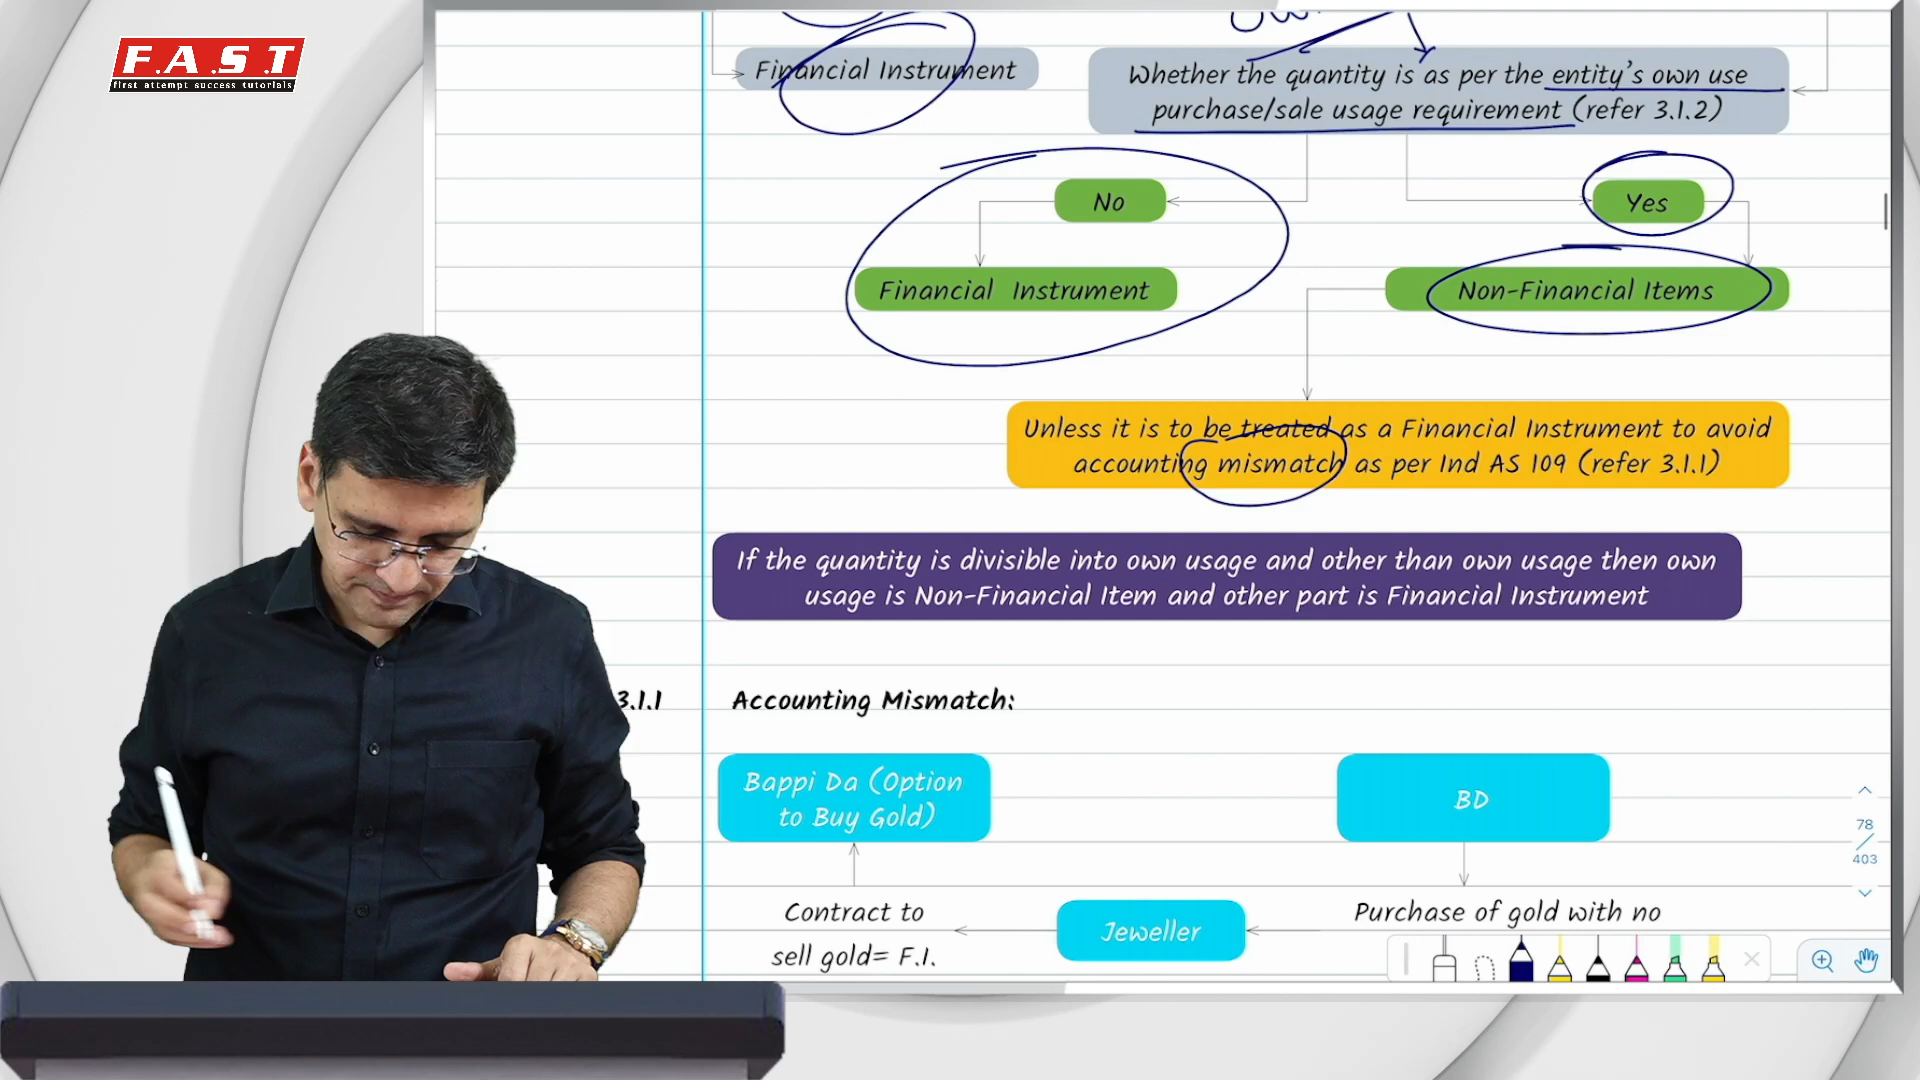 F.A.S.T
first attempt success tutorials
Financial Instrument
Whether the quantity is as per the entity's own use
purchase/sale usage requirement (refer 3.1.2)
No
Yes
Financial Instrument
Non-Financial Items
Unless it is to be treated as a Financial Instrument to avoid
accounting mismatch as per Ind AS 109 (refer 3.1.1)
If the quantity is divisible into own usage and other than own usage then own
usage is Non-Financial Item and other part is Financial Instrument
3.1.1 Accounting Mismatch:
Bappi Da (Option
to Buy Gold)
BD
78
403
Contract to
sell gold= F.I.
Jeweller
Purchase of gold with no